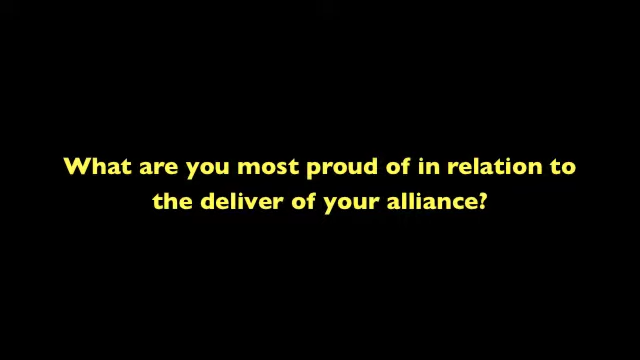 What are you most proud of in relation to
the deliver of your alliance?